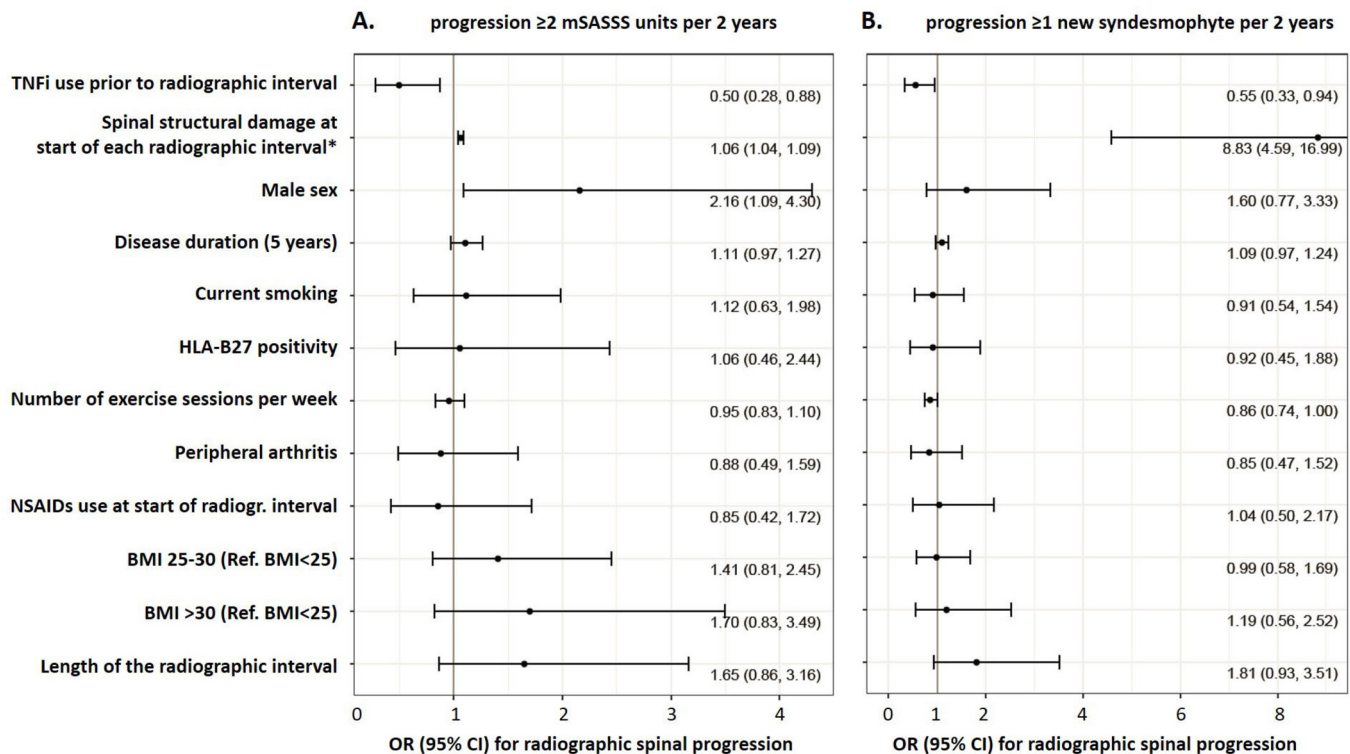 A. progression ≥2 mSASSS units per 2 years
B. progression ≥1 new syndesmophyte per 2 years
TNFi use prior to radiographic interval 0.50 (0.28, 0.88) 0.55 (0.33, 0.94)
Spinal structural damage at
start of each radiographic interval* 1.06 (1.04, 1.09) 8.83 (4.59, 16.99)
Male sex 2.16 (1.09, 4.30) 1.60 (0.77, 3.33)
Disease duration (5 years) 1.11 (0.97, 1.27) 1.09 (0.97, 1.24)
Current smoking 1.12 (0.63, 1.98) 0.91 (0.54, 1.54)
HLA-B27 positivity 1.06 (0.46, 2.44) 0.92 (0.45, 1.88)
Number of exercise sessions per week 0.95 (0.83, 1.10) 0.86 (0.74, 1.00)
Peripheral arthritis 0.88 (0.49, 1.59) 0.85 (0.47, 1.52)
NSAIDs use at start of radiogr. interval 0.85 (0.42, 1.72) 1.04 (0.50, 2.17)
BMI 25-30 (Ref. BMI<25) 1.41 (0.81, 2.45) 0.99 (0.58, 1.69)
BMI >30 (Ref. BMI<25) 1.70 (0.83, 3.49) 1.19 (0.56, 2.52)
Length of the radiographic interval 1.65 (0.86, 3.16) 1.81 (0.93, 3.51)
0 1 2 3 4 0 1 2 4 6 8
OR (95% CI) for radiographic spinal progression OR (95% CI) for radiographic spinal progression